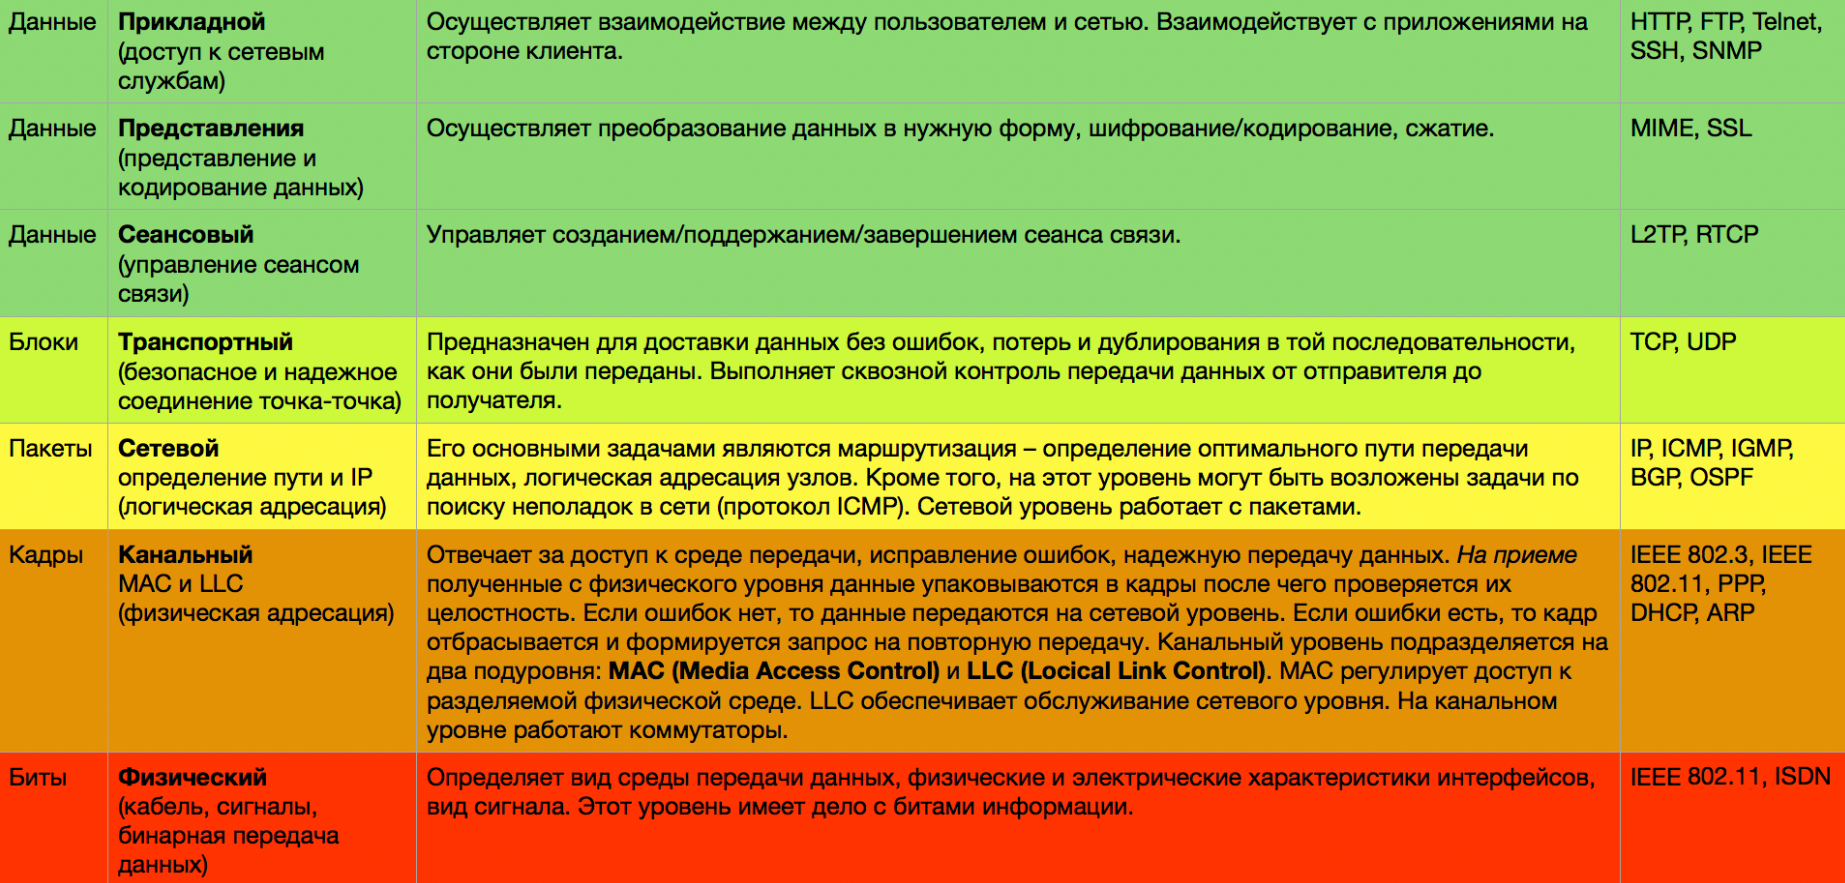 Данные
Прикладной
(доступ к сетевым
службам)
Осуществляет взаимодействие между пользователем и сетью. Взаимодействует с приложениями на
стороне клиента.
HTTP, FTP, Telnet,
SSH, SNMP
Данные
Представления
(представление и
кодирование данных)
Осуществляет преобразование данных в нужную форму, шифрование/кодирование, сжатие.
MIME, SSL
Данные
Сеансовый
(управление сеансом
связи)
Управляет созданием/поддержанием/завершением сеанса связи.
L2TP, RTCP
Блоки
Транспортный
(безопасное и надежное
соединение точка-точка)
Предназначен для доставки данных без ошибок, потерь и дублирования в той последовательности,
как они были переданы. Выполняет сквозной контроль передачи данных от отправителя до
получателя.
TCP, UDP
Пакеты
Сетевой
определение пути и IP
(логическая адресация)
Его основными задачами являются маршрутизация – определение оптимального пути передачи
данных, логическая адресация узлов. Кроме того, на этот уровень могут быть возложены задачи по
поиску неполадок в сети (протокол ICMP). Сетевой уровень работает с пакетами.
IP, ICMP, IGMP,
BGP, OSPF
Кадры
Канальный
MAC и LLC
(физическая адресация)
Отвечает за доступ к среде передачи, исправление ошибок, надежную передачу данных. На приеме
полученные с физического уровня данные упаковываются в кадры после чего проверяется их
целостность. Если ошибок нет, то данные передаются на сетевой уровень. Если ошибки есть, то кадр
отбрасывается и формируется запрос на повторную передачу. Канальный уровень подразделяется на
два подуровня: MAC (Media Access Control) и LLC (Locical Link Control). MAC регулирует доступ к
разделяемой физической среде. LLC обеспечивает обслуживание сетевого уровня. На канальном
уровне работают коммутаторы.
IEEE 802.3, IEEE
802.11, PPP,
DHCP, ARP
Биты
Физический
(кабель, сигналы,
бинарная передача
данных)
Определяет вид среды передачи данных, физические и электрические характеристики интерфейсов,
вид сигнала. Этот уровень имеет дело с битами информации.
IEEE 802.11, ISDN